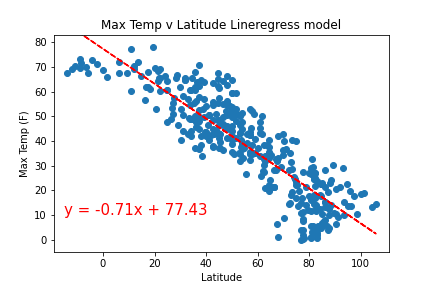 Max Temp v Latitude Lineregress model
80
70
60
50
40
30
20
10
0
Max Temp (F)
y = -0.71x + 77.43
0 20 40 60 80 100
Latitude